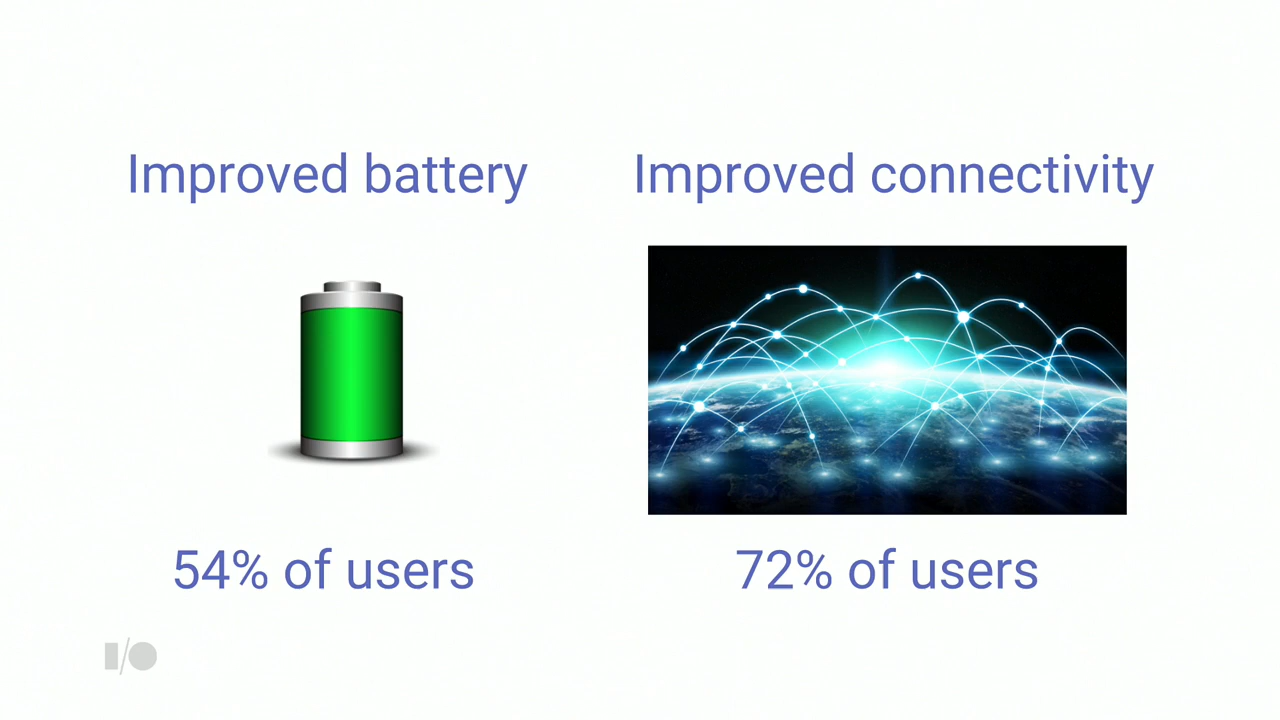 Improved battery
Improved connectivity
54% of users
72% of users
I/O